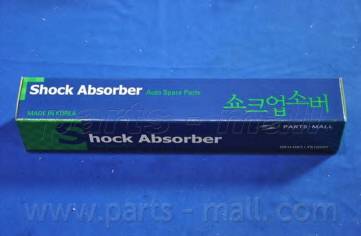 Shock Absorber Auto Spare Parts
쇼크업소버
MADE IN KOREA
PARTS-MALL
Shock Absorber
www.parts-mall.com